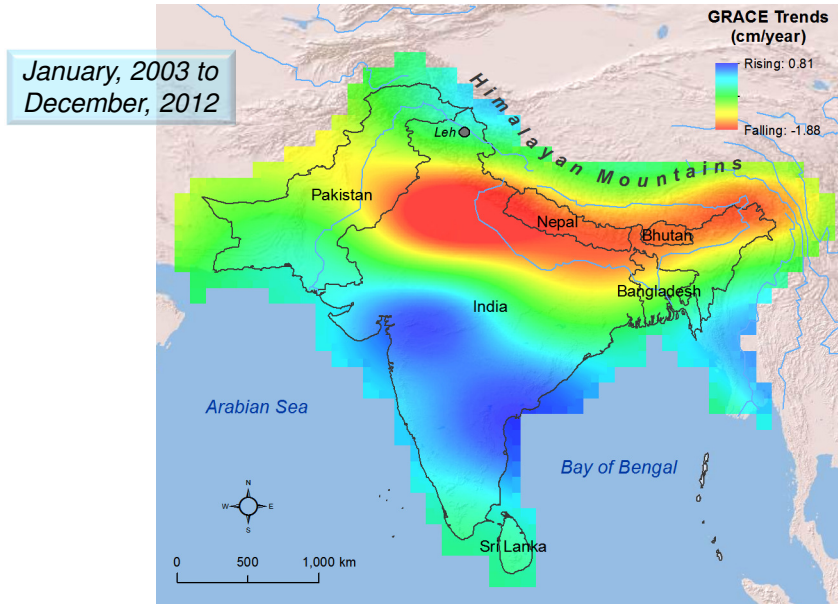 January, 2003 to
December, 2012
GRACE Trends
(cm/year)
Rising: 0.81
Falling: -1.88
Himalayan Mountains
Leh
Pakistan
Nepal
Bhutan
Bangladesh
India
Arabian Sea
Bay of Bengal
N
W E
S
Sri Lanka
0 500 1,000 km